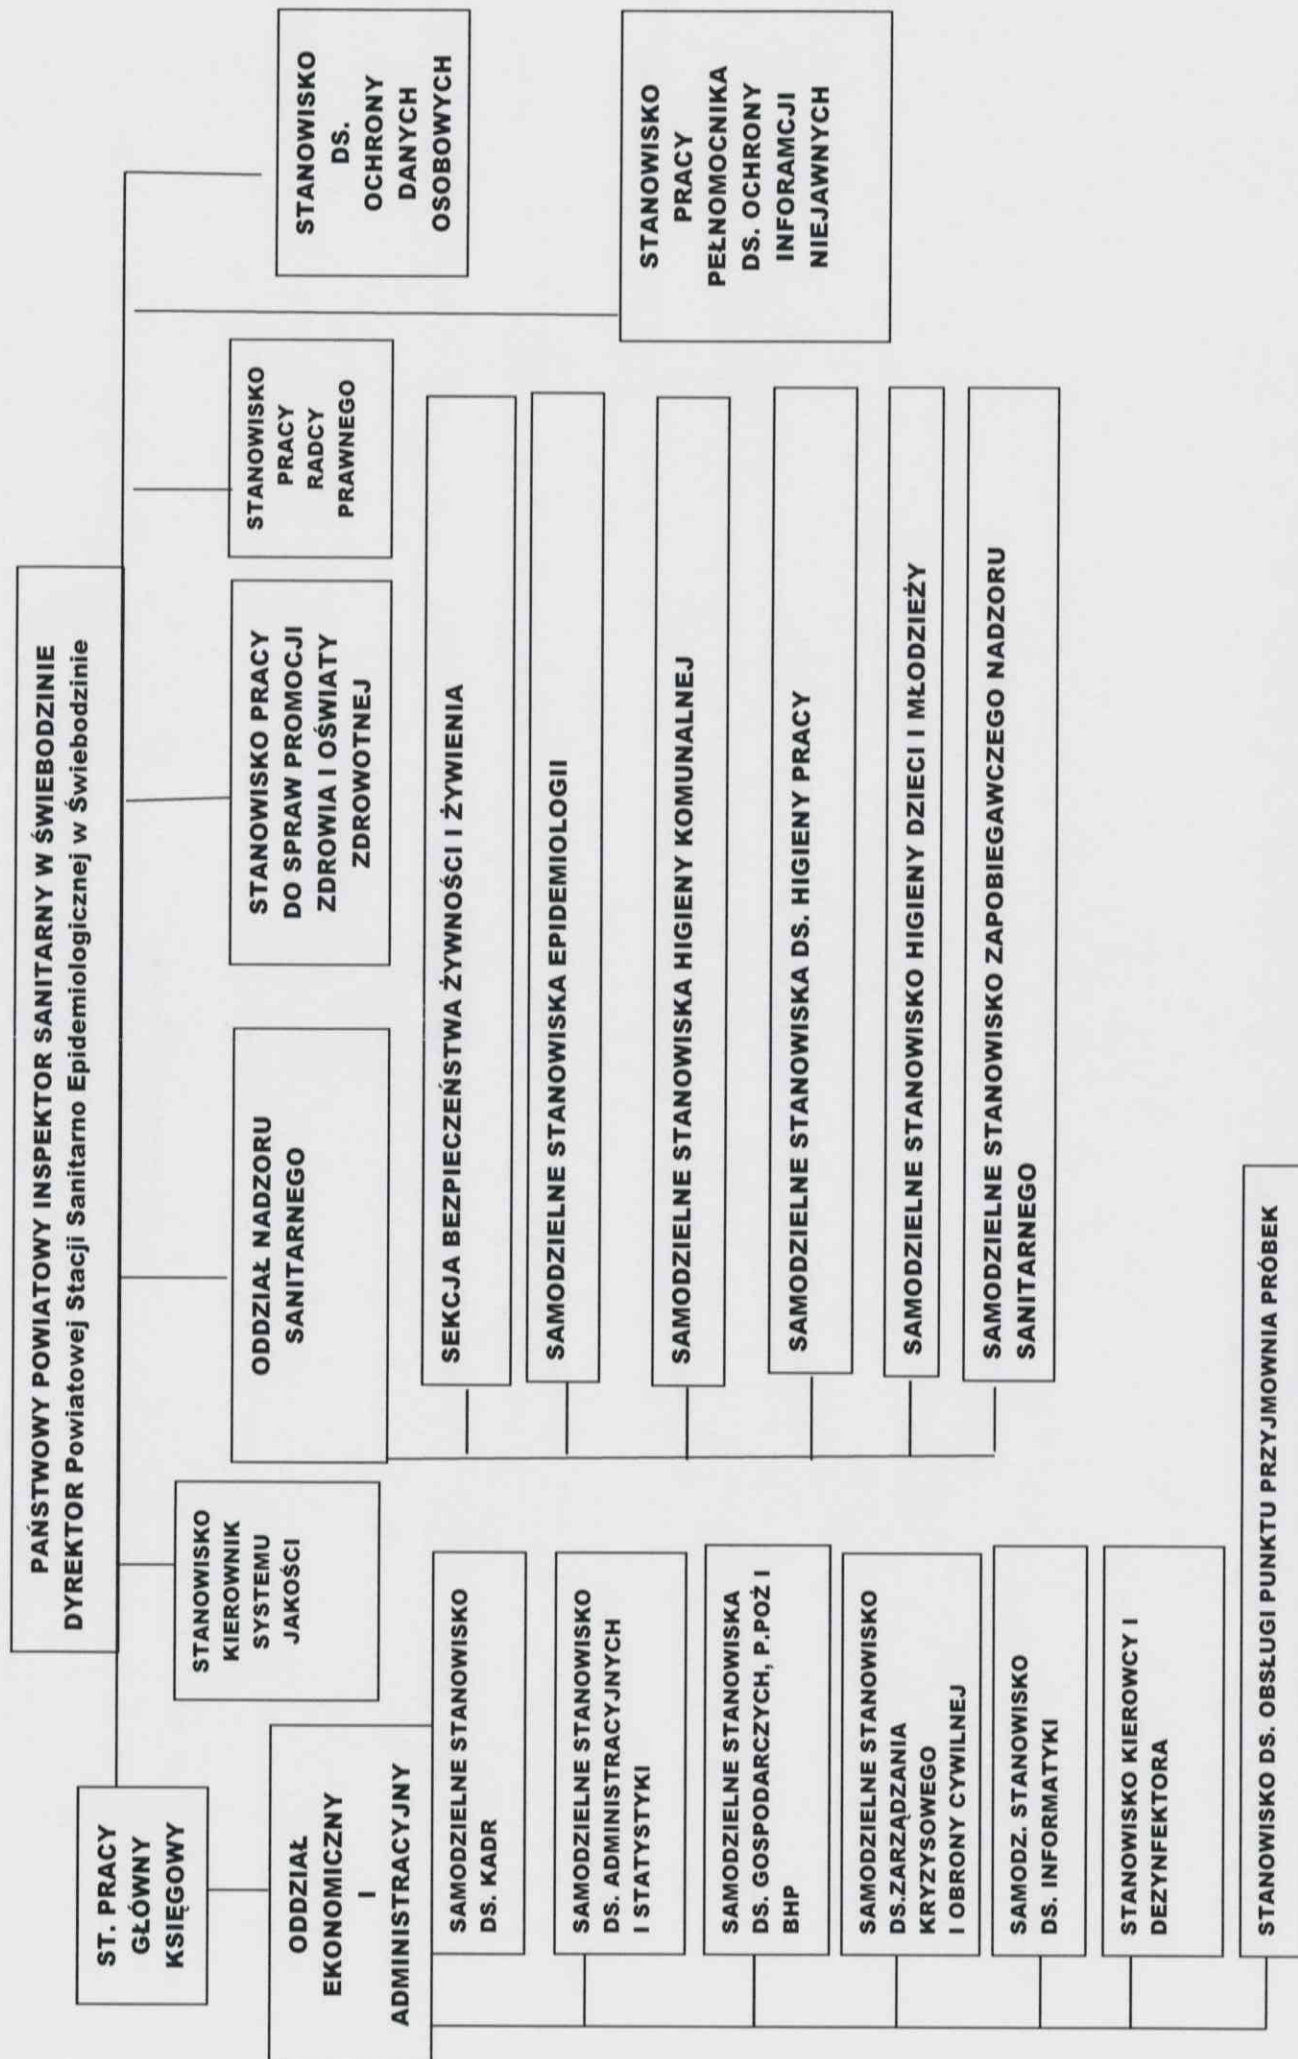 PAŃSTWOWY POWIATOWY INSPEKTOR SANITARNY W ŚWIEBODZINIE
DYREKTOR Powiatowej Stacji Sanitarno Epidemiologicznej w Świebodzinie
ST. PRACY
GŁÓWNY
KSIĘGOWY
STANOWISKO
KIEROWNIK
SYSTEMU
JAKOŚCI
ODDZIAŁ NADZORU
SANITARNEGO
STANOWISKO PRACY
DO SPRAW PROMOCJI
ZDROWIA I OŚWIATY
ZDROWOTNEJ
STANOWISKO
PRACY
RADCY
PRAWNEGO
STANOWISKO
DS.
OCHRONY
DANYCH
OSOBOWYCH
STANOWISKO
PRACY
PEŁNOMOCNIKA
DS. OCHRONY
INFORAMCJI
NIEJAWNYCH
ODDZIAŁ
EKONOMICZNY
I
ADMINISTRACYJNY
SAMODZIELNE STANOWISKO
DS. KADR
SAMODZIELNE STANOWISKO
DS. ADMINISTRACYJNYCH
I STATYSTYKI
SAMODZIELNE STANOWISKA
DS. GOSPODARCZYCH, P.POŻ I
BHP
SAMODZIELNE STANOWISKO
DS.ZARZĄDZANIA
KRYZYSOWEGO
I OBRONY CYWILNEJ
SAMODZ. STANOWISKO
DS. INFORMATYKI
STANOWISKO KIEROWCY I
DEZYNFEKTORA
STANOWISKO DS. OBSŁUGI PUNKTU PRZYJMOWNIA PRÓBEK
SEKCJA BEZPIECZEŃSTWA ŻYWNOŚCI I ŻYWIENIA
SAMODZIELNE STANOWISKA EPIDEMIOLOGII
SAMODZIELNE STANOWISKA HIGIENY KOMUNALNEJ
SAMODZIELNE STANOWISKA DS. HIGIENY PRACY
SAMODZIELNE STANOWISKO HIGIENY DZIECI I MŁODZIEŻY
SAMODZIELNE STANOWISKO ZAPOBIEGAWCZEGO NADZORU
SANITARNEGO